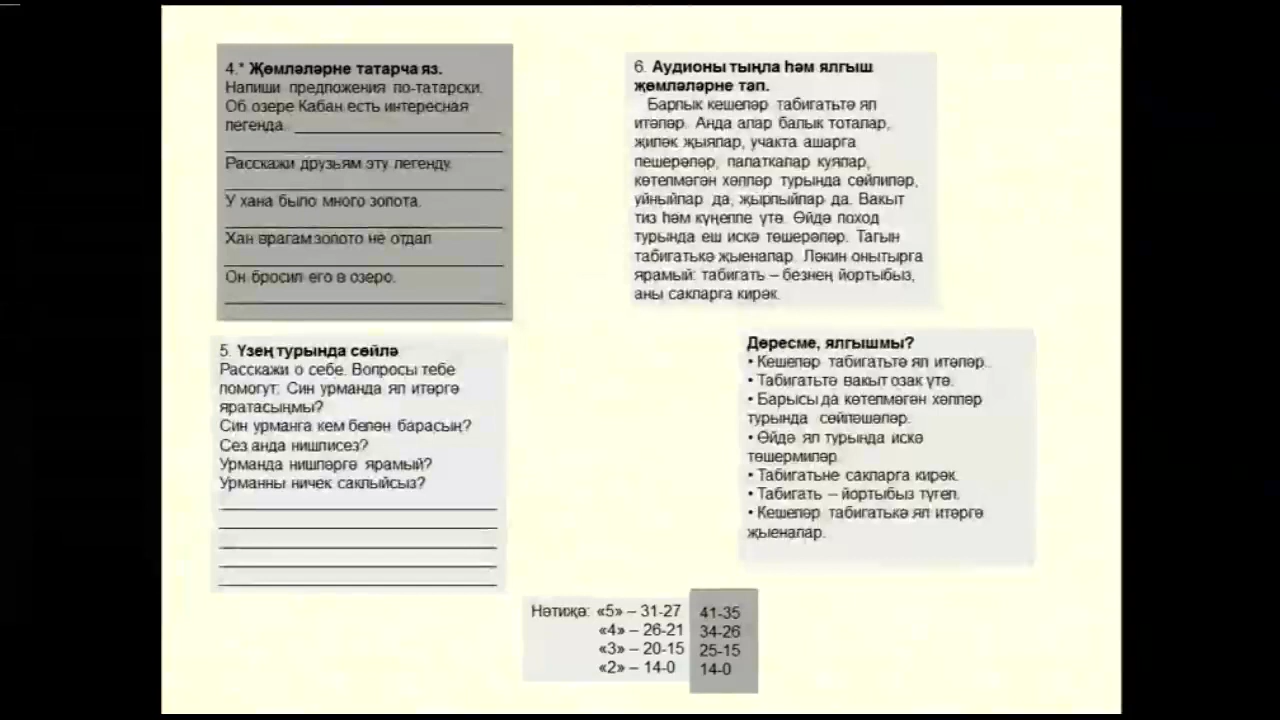 4.* Җөмләләрне татарча яз.
Напиши предложения по-татарски.
Об озере Кабан есть интересная
легенда.
Расскажи друзьям эту легенду.
У хана было много золота.
Хан врагам золото не отдал
Он бросил его в озеро.
5. Үзең турында сөйлә
Расскажи о себе. Вопросы тебе
помогут. Син урманда ял итәргә
яратасыңмы?
Син урманга кем белән барасың?
Сез анда нишлисез?
Урманда нишләргә ярамый?
Урманны ничек саклыйсыз?
6. Аудионы тыңла һәм ялгыш
җөмләләрне тап.
Барлык кешеләр табигатьтә ял
итәләр. Анда алар балык тоталар,
җиләк җыялар, учакта ашарга
пешерәләр, палаткалар куялар,
көтелмәгән хәлләр турында сөйлиләр,
уйныйлар да, җырлыйлар да. Вакыт
тиз һәм күңелле үтә. Өйдә поход
турында еш искә төшерәләр. Тагын
табигатькә җыеналар. Ләкин онытырга
ярамый: табигать – безнең йортыбыз,
аны сакларга кирәк.
Дөресме, ялгышмы?
• Кешеләр табигатьтә ял итәләр.
• Табигатьтә вакыт озак үтә.
• Барысы да көтелмәгән хәлләр
турында сөйләшәләр.
• Өйдә ял турында искә
төшермиләр.
• Табигатьне сакларга кирәк.
• Табигать – йортыбыз түгел.
• Кешеләр табигатькә ял итәргә
җыеналар.
Нәтиҗә: «5» – 31-27 41-35
«4» – 26-21 34-26
«3» – 20-15 25-15
«2» – 14-0 14-0